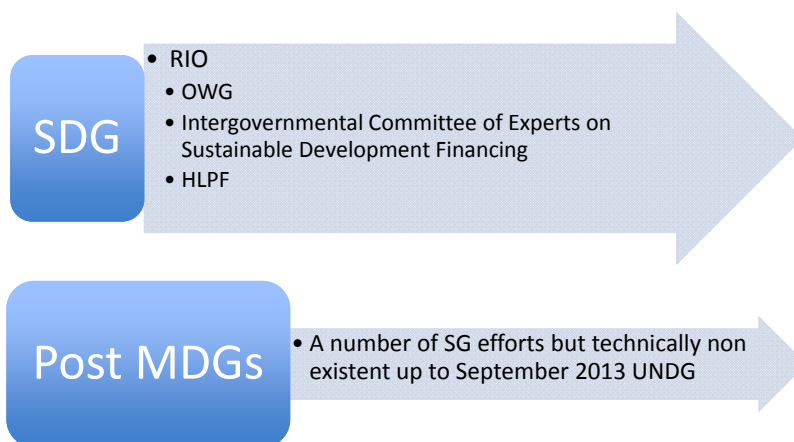 SDG
• RIO
• OWG
• Intergovernmental Committee of Experts on
Sustainable Development Financing
• HLPF
Post MDGs
• A number of SG efforts but technically non
existent up to September 2013 UNDG